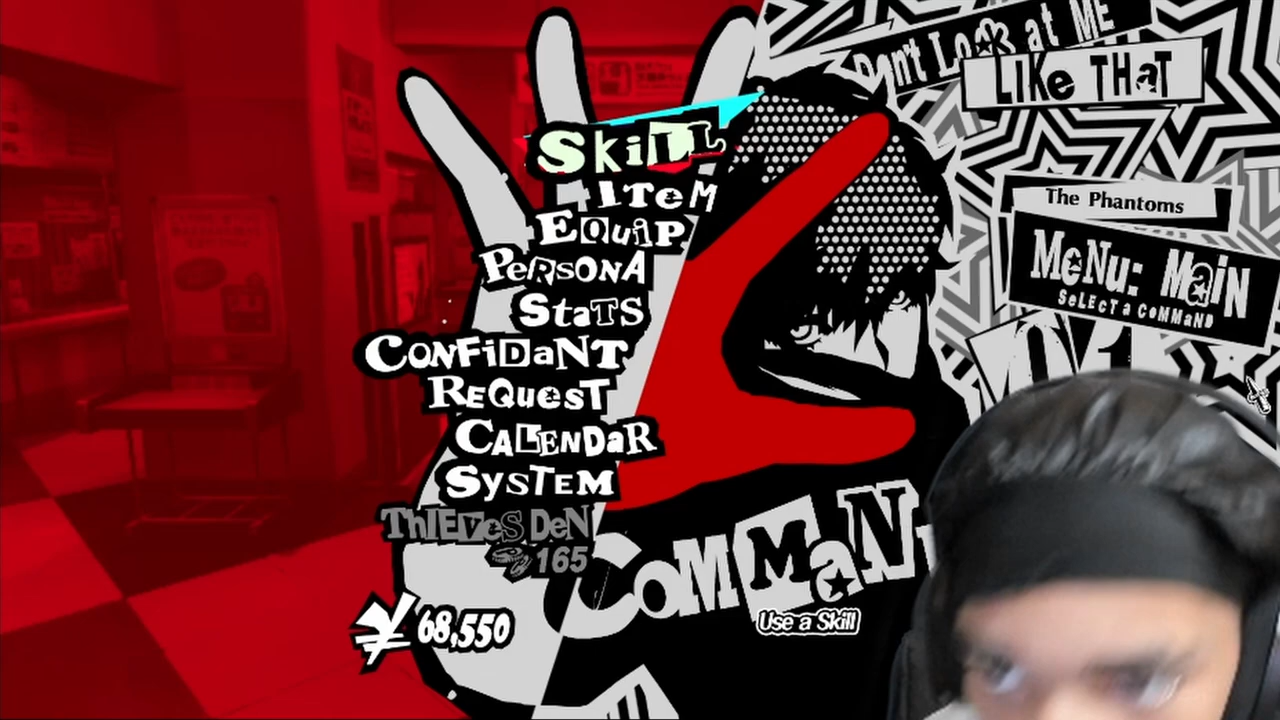 Don't Look at ME
LIKe THaT
SkiLL
The Phantoms
ITeM
EQuiP
MeNu: MaiN
PeRSONA
SeLeCT a CoMMaND
StaTS
CONFiDaNT
ReQuesT
CALENDaR
SySTEM
ThIEVeS DeN
165
CoMMaN
Use a Skill
¥ 68,550